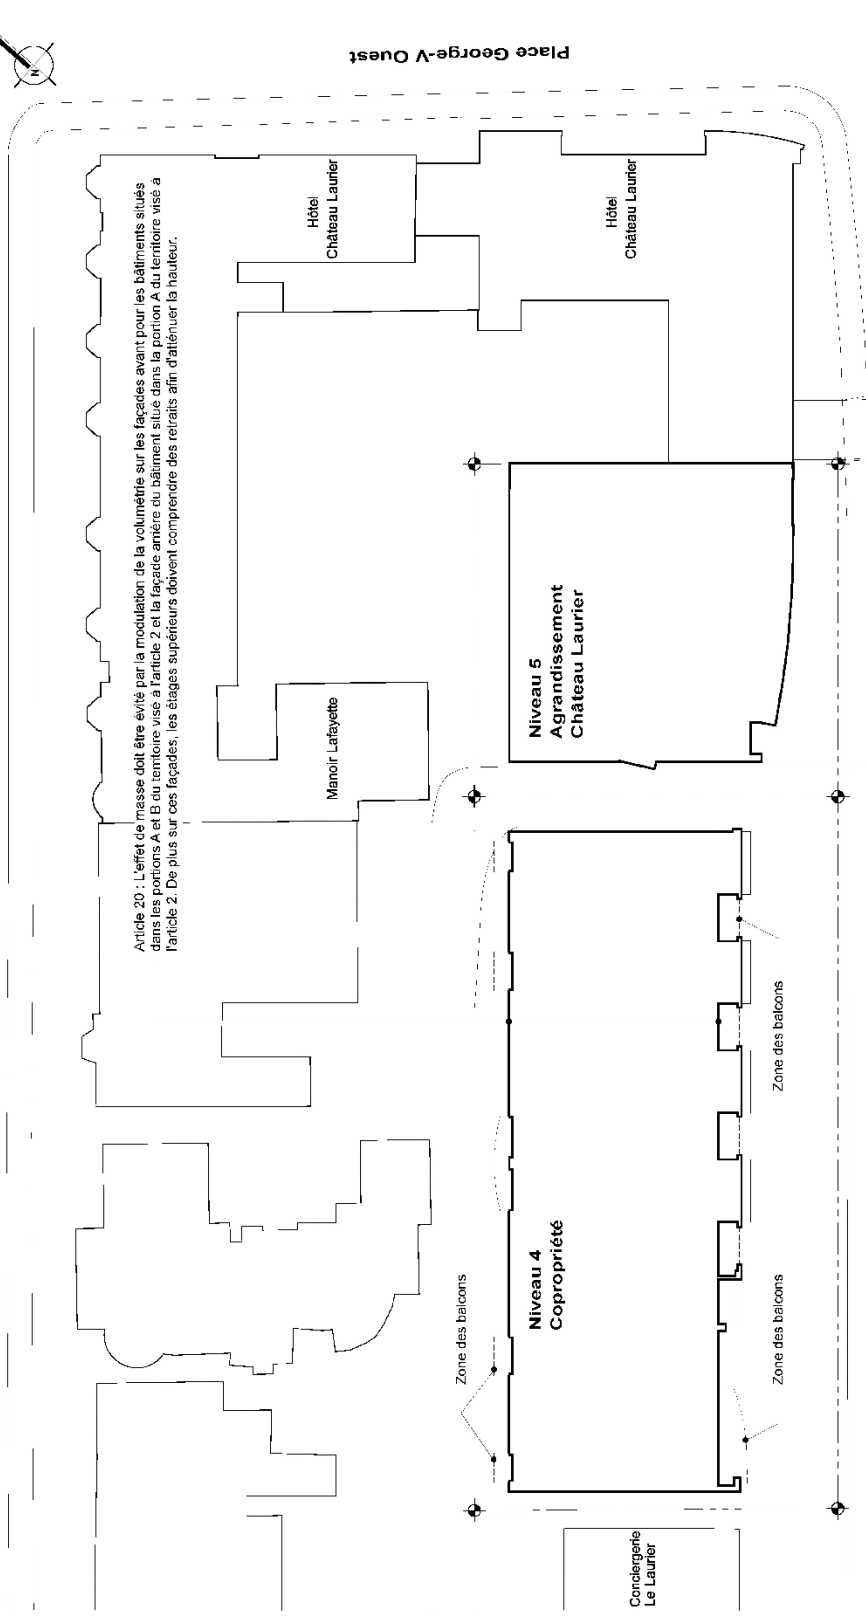 Place George-V Ouest
N
Article 20 : L'effet de masse doit être évité par la modulation de la volumétrie sur les façades avant pour les bâtiments situés
dans les portions A et B du territoire visé à l'article 2 et la façade arrière du bâtiment situé dans la portion A du territoire visé à
l'article 2. De plus sur ces façades, les étages supérieurs doivent comprendre des retraits afin d'atténuer la hauteur.
Hôtel
Château Laurier
Hôtel
Château Laurier
Manoir Lafayette
Niveau 5
Agrandissement
Château Laurier
Zone des balcons
Niveau 4
Copropriété
Zone des balcons
Zone des balcons
Conciergerie
Le Laurier